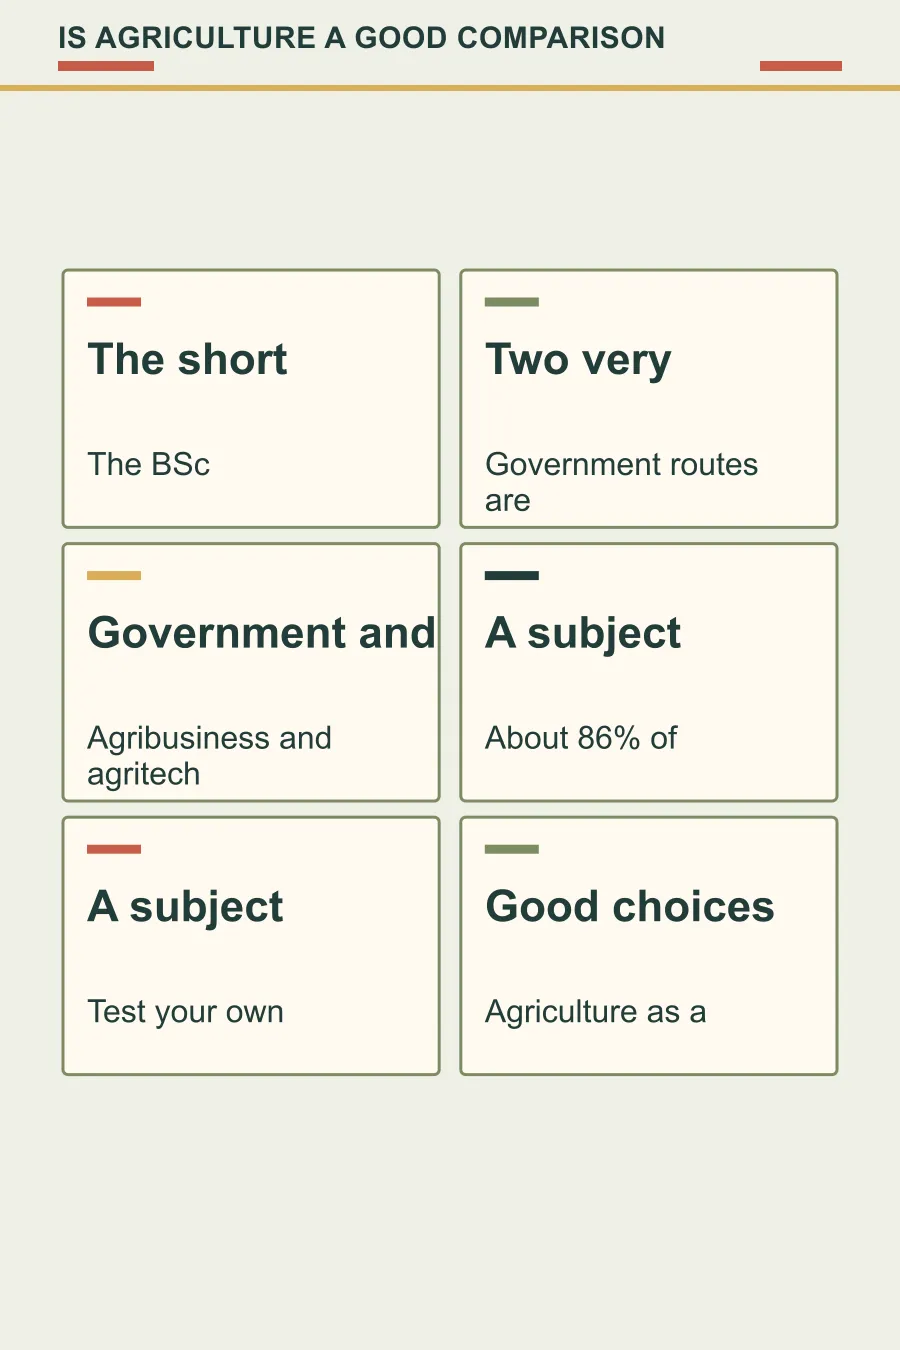 IS AGRICULTURE A GOOD COMPARISON
The short
The BSc
Two very
Government routes
are
Government and
Agribusiness and
agritech
A subject
About 86% of
A subject
Test your own
Good choices
Agriculture as a